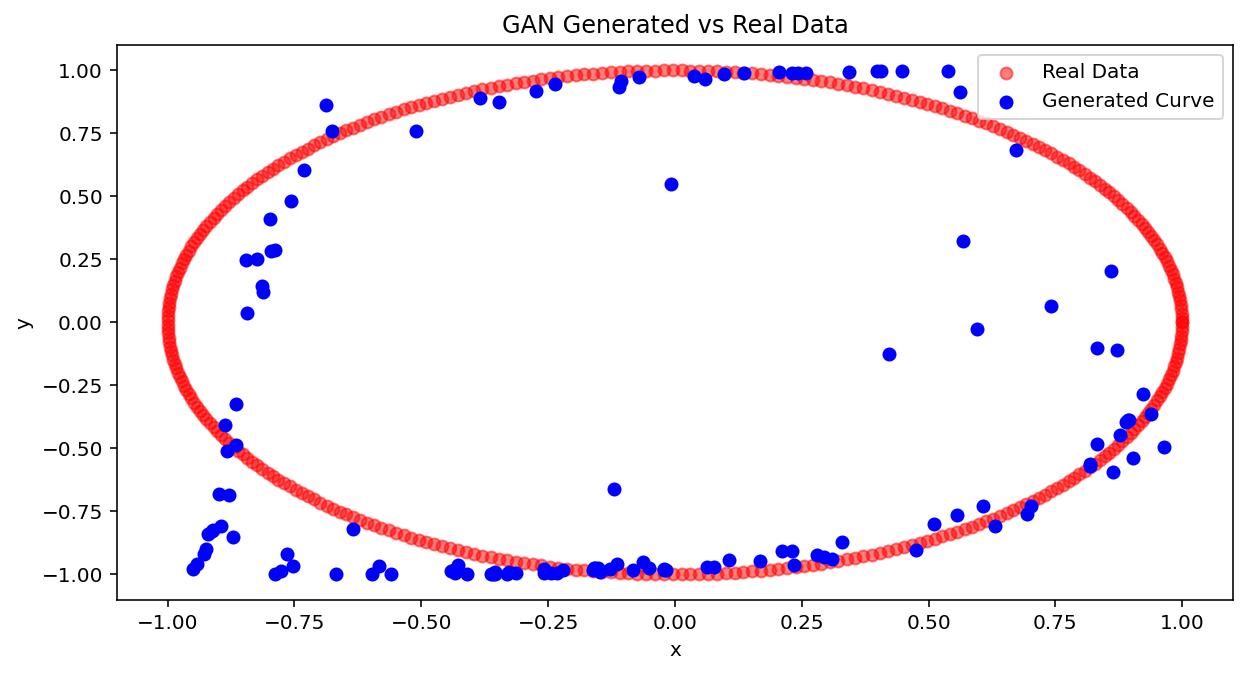 GAN Generated vs Real Data
1.00
0.75
0.50
0.25
0.00
−0.25
−0.50
−0.75
−1.00
y
Real Data
Generated Curve
−1.00 −0.75 −0.50 −0.25 0.00 0.25 0.50 0.75 1.00
x